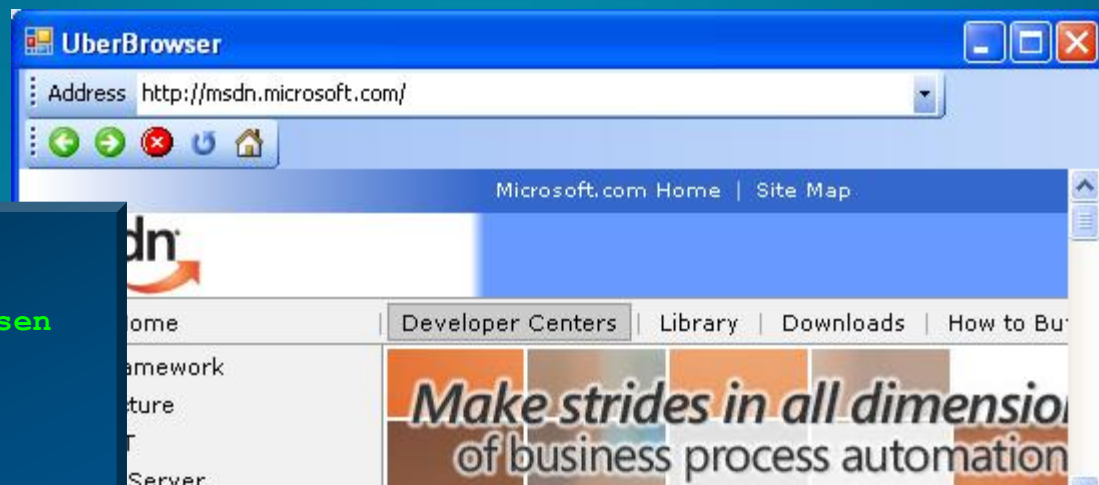 UberBrowser
Address http://msdn.microsoft.com/
Microsoft.com Home | Site Map
dn
sen
ome | Developer Centers | Library | Downloads | How to Bu
amework
ture
T
Server
Make strides in all dimensio
of business process automation